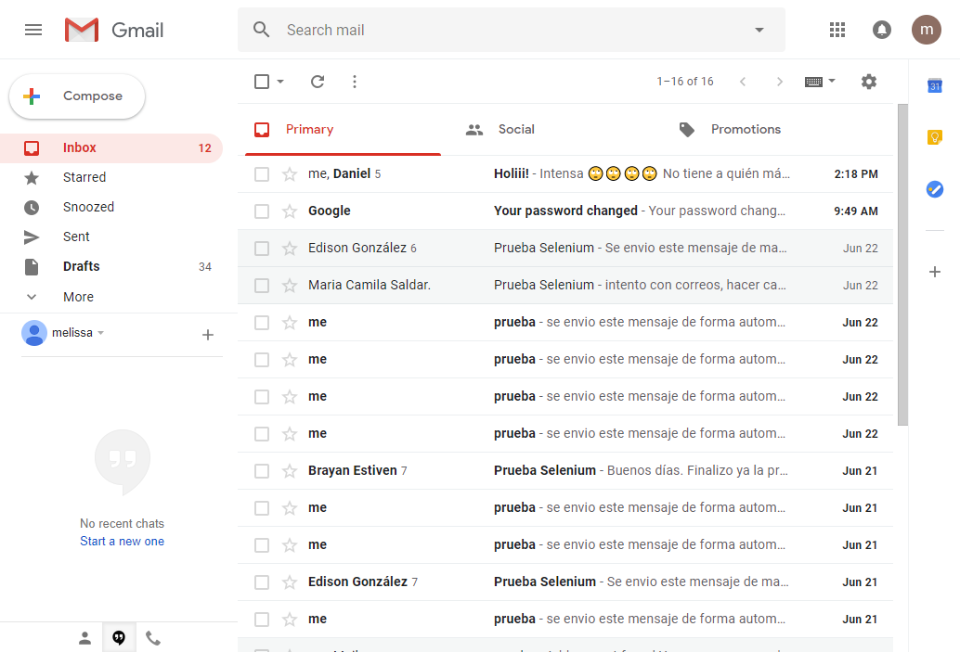 Gmail
Search mail
m
Compose
1–16 of 16
31
Inbox 12
Starred
Snoozed
Sent
Drafts 34
More
melissa
No recent chats
Start a new one
Primary Social Promotions
me, Daniel 5 Holiii! - Intensa 🙄🙄🙄🙄 No tiene a quién má… 2:18 PM
Google Your password changed - Your password chang… 9:49 AM
Edison González 6 Prueba Selenium - Se envio este mensaje de ma… Jun 22
Maria Camila Saldar. Prueba Selenium - intento con correos, hacer ca… Jun 22
me prueba - se envio este mensaje de forma autom… Jun 22
me prueba - se envio este mensaje de forma autom… Jun 22
me prueba - se envio este mensaje de forma autom… Jun 22
me prueba - se envio este mensaje de forma autom… Jun 22
Brayan Estiven 7 Prueba Selenium - Buenos días. Finalizo ya la pr… Jun 21
me prueba - se envio este mensaje de forma autom… Jun 21
me prueba - se envio este mensaje de forma autom… Jun 21
Edison González 7 Prueba Selenium - Se envio este mensaje de ma… Jun 21
me prueba - se envio este mensaje de forma autom… Jun 21